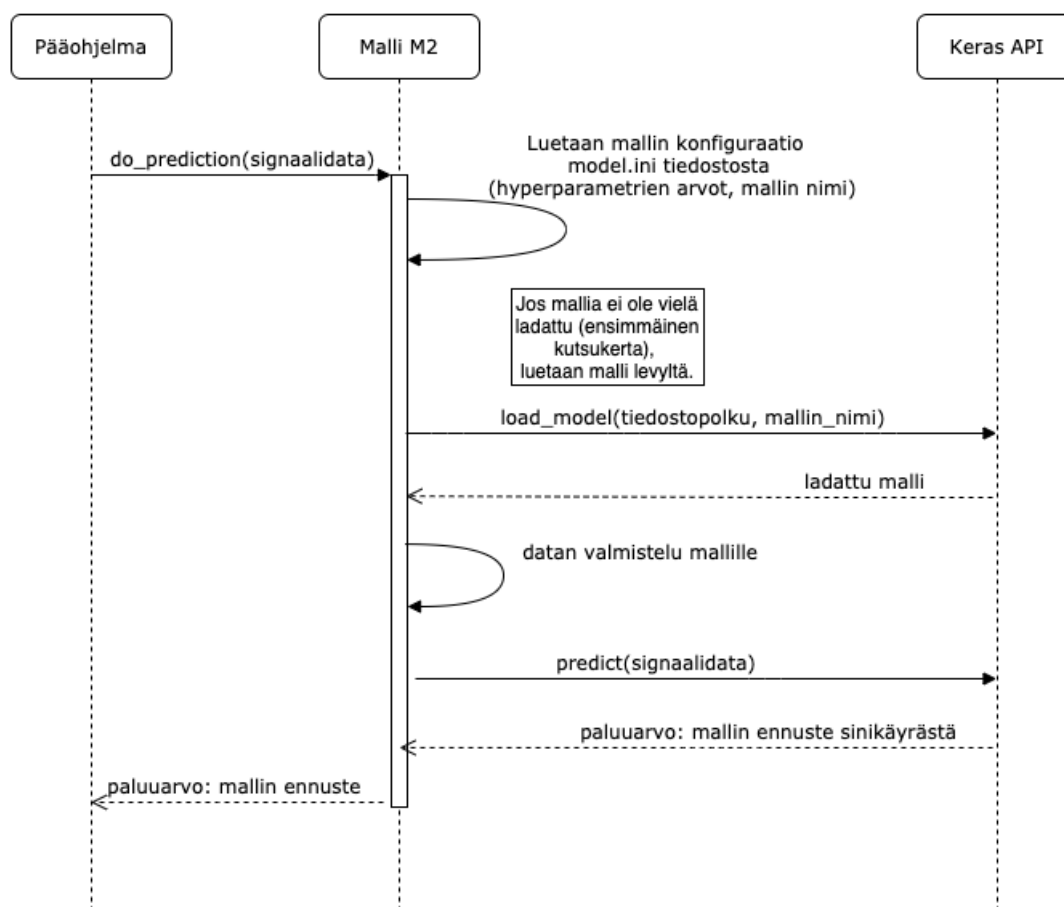 Pääohjelma
Malli M2
Keras API
do_prediction(signaalidata)
Luetaan mallin konfiguraatio
model.ini tiedostosta
(hyperparametrien arvot, mallin nimi)
Jos mallia ei ole vielä
ladattu (ensimmäinen
kutsukerta),
luetaan malli levyltä.
load_model(tiedostopolku, mallin_nimi)
ladattu malli
datan valmistelu mallille
predict(signaalidata)
paluuarvo: mallin ennuste sinikäyrästä
paluuarvo: mallin ennuste